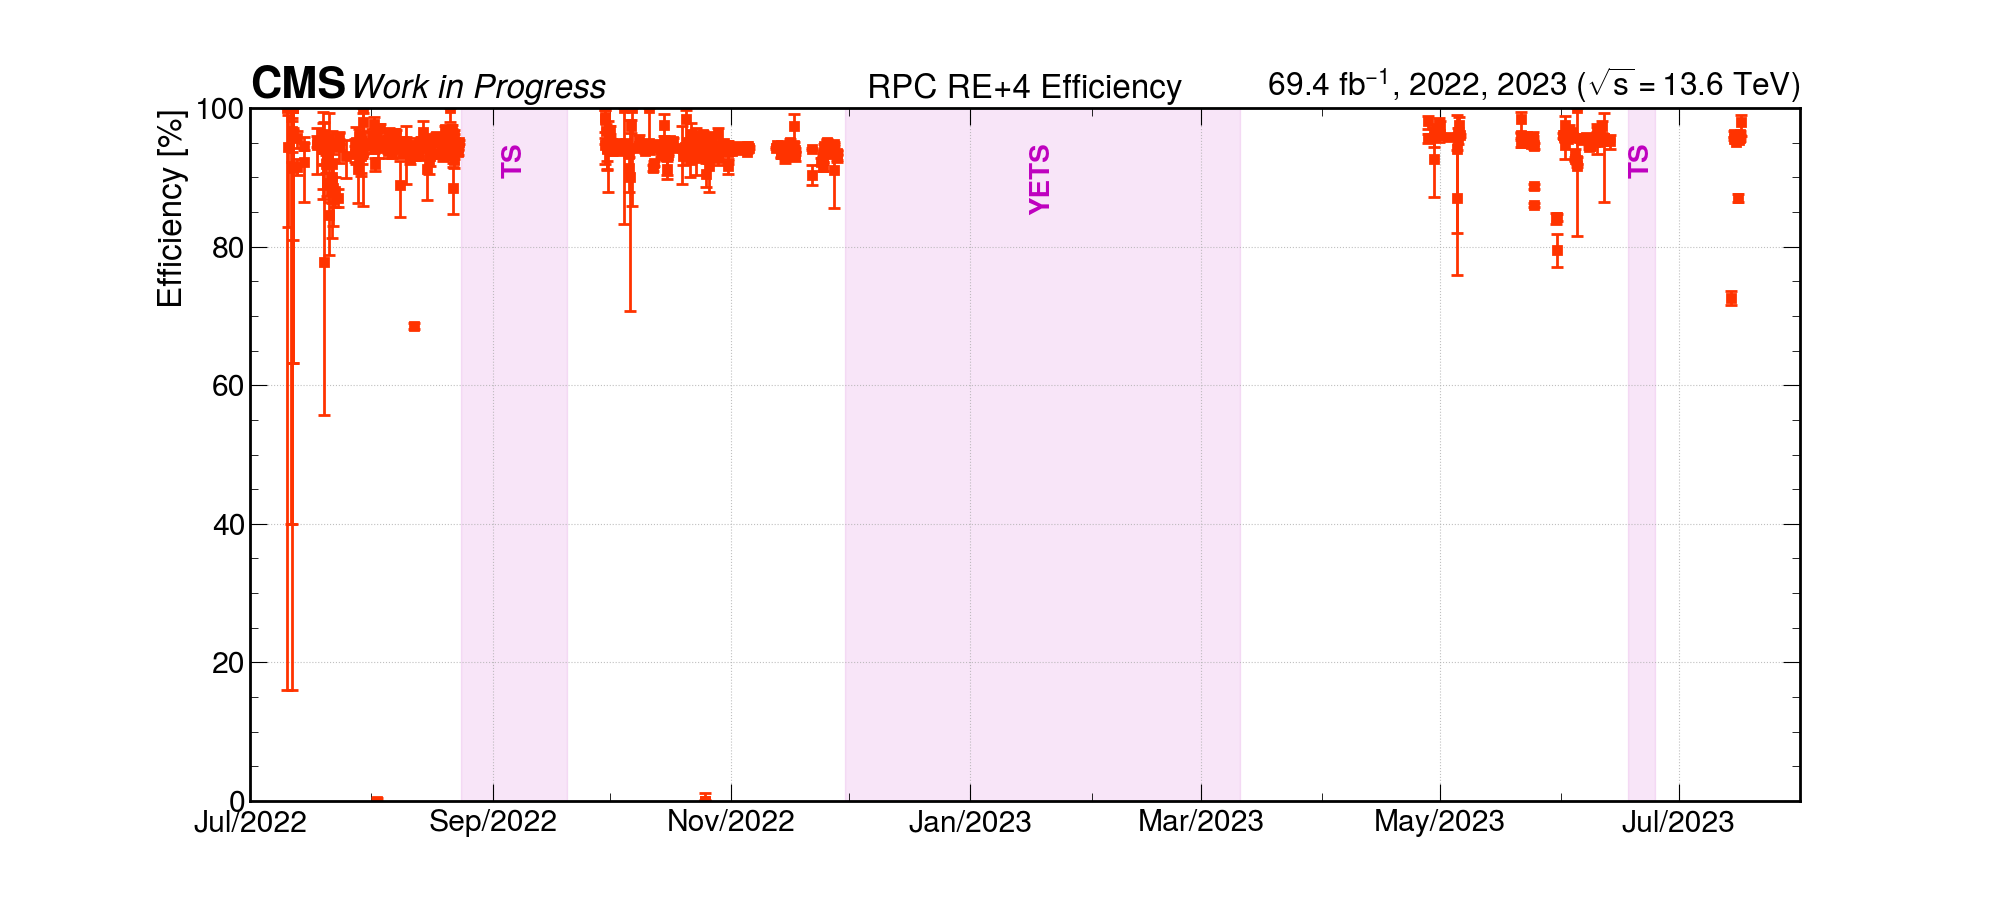 CMS Work in Progress RPC RE+4 Efficiency 69.4 fb⁻¹, 2022, 2023 (√s = 13.6 TeV)
Efficiency [%]
100
80
60
40
20
0
TS
YETS
TS
Jul/2022 Sep/2022 Nov/2022 Jan/2023 Mar/2023 May/2023 Jul/2023